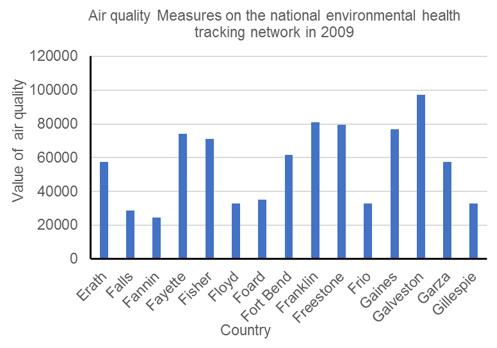 Air quality Measures on the national environmental health
tracking network in 2009
Value of air quality
120000
100000
80000
60000
40000
20000
0
Erath
Falls
Fannin
Fayette
Fisher
Floyd
Foard
Fort Bend
Franklin
Freestone
Frio
Gaines
Galveston
Garza
Gillespie
Country